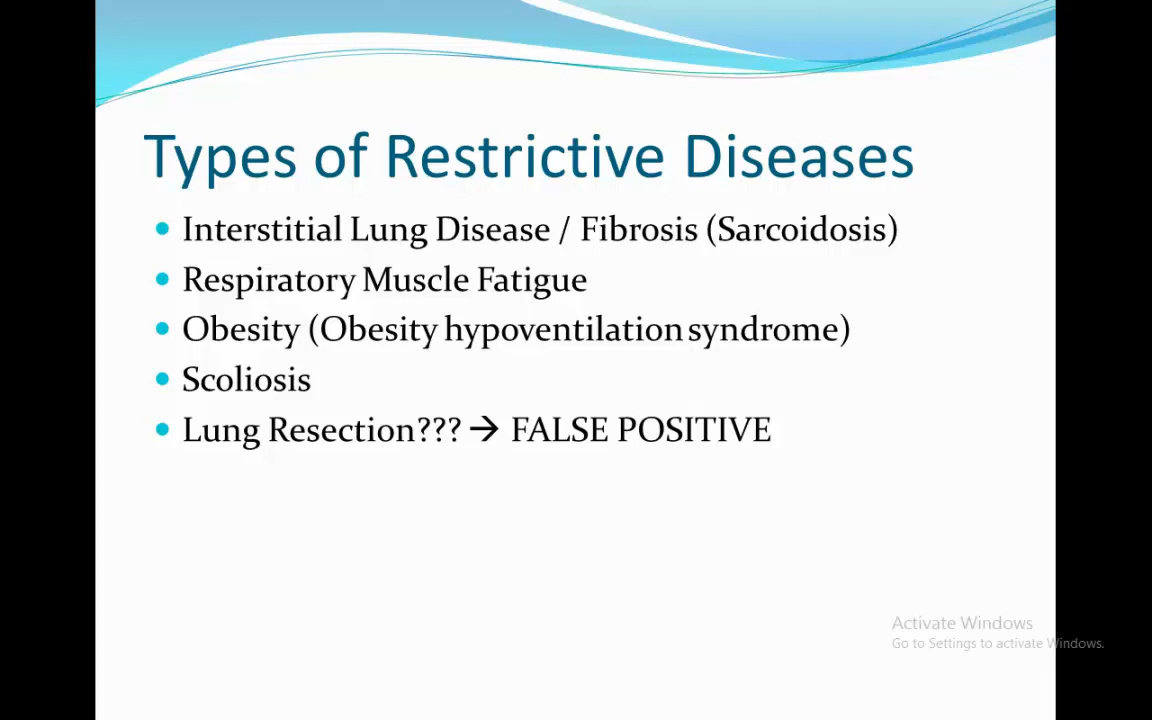 Types of Restrictive Diseases
Interstitial Lung Disease / Fibrosis (Sarcoidosis)
Respiratory Muscle Fatigue
Obesity (Obesity hypoventilation syndrome)
Scoliosis
Lung Resection??? → FALSE POSITIVE
Activate Windows
Go to Settings to activate Windows.